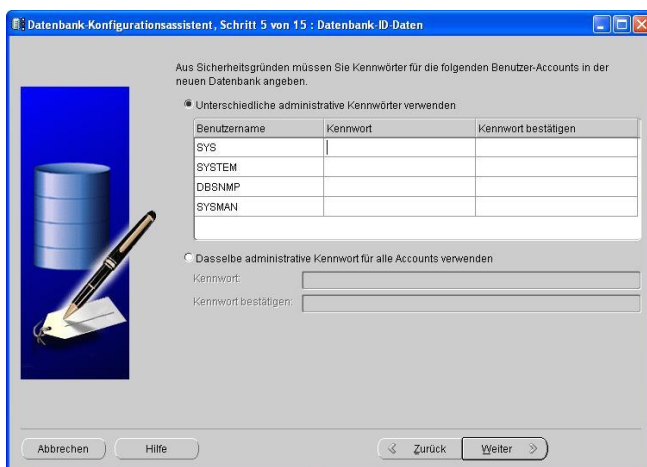 Datenbank-Konfigurationsassistent, Schritt 5 von 15 : Datenbank-ID-Daten
Aus Sicherheitsgründen müssen Sie Kennwörter für die folgenden Benutzer-Accounts in der
neuen Datenbank angeben.
Unterschiedliche administrative Kennwörter verwenden
Benutzername Kennwort Kennwort bestätigen
SYS
SYSTEM
DBSNMP
SYSMAN
Dasselbe administrative Kennwort für alle Accounts verwenden
Kennwort:
Kennwort bestätigen:
Abbrechen Hilfe Zurück Weiter